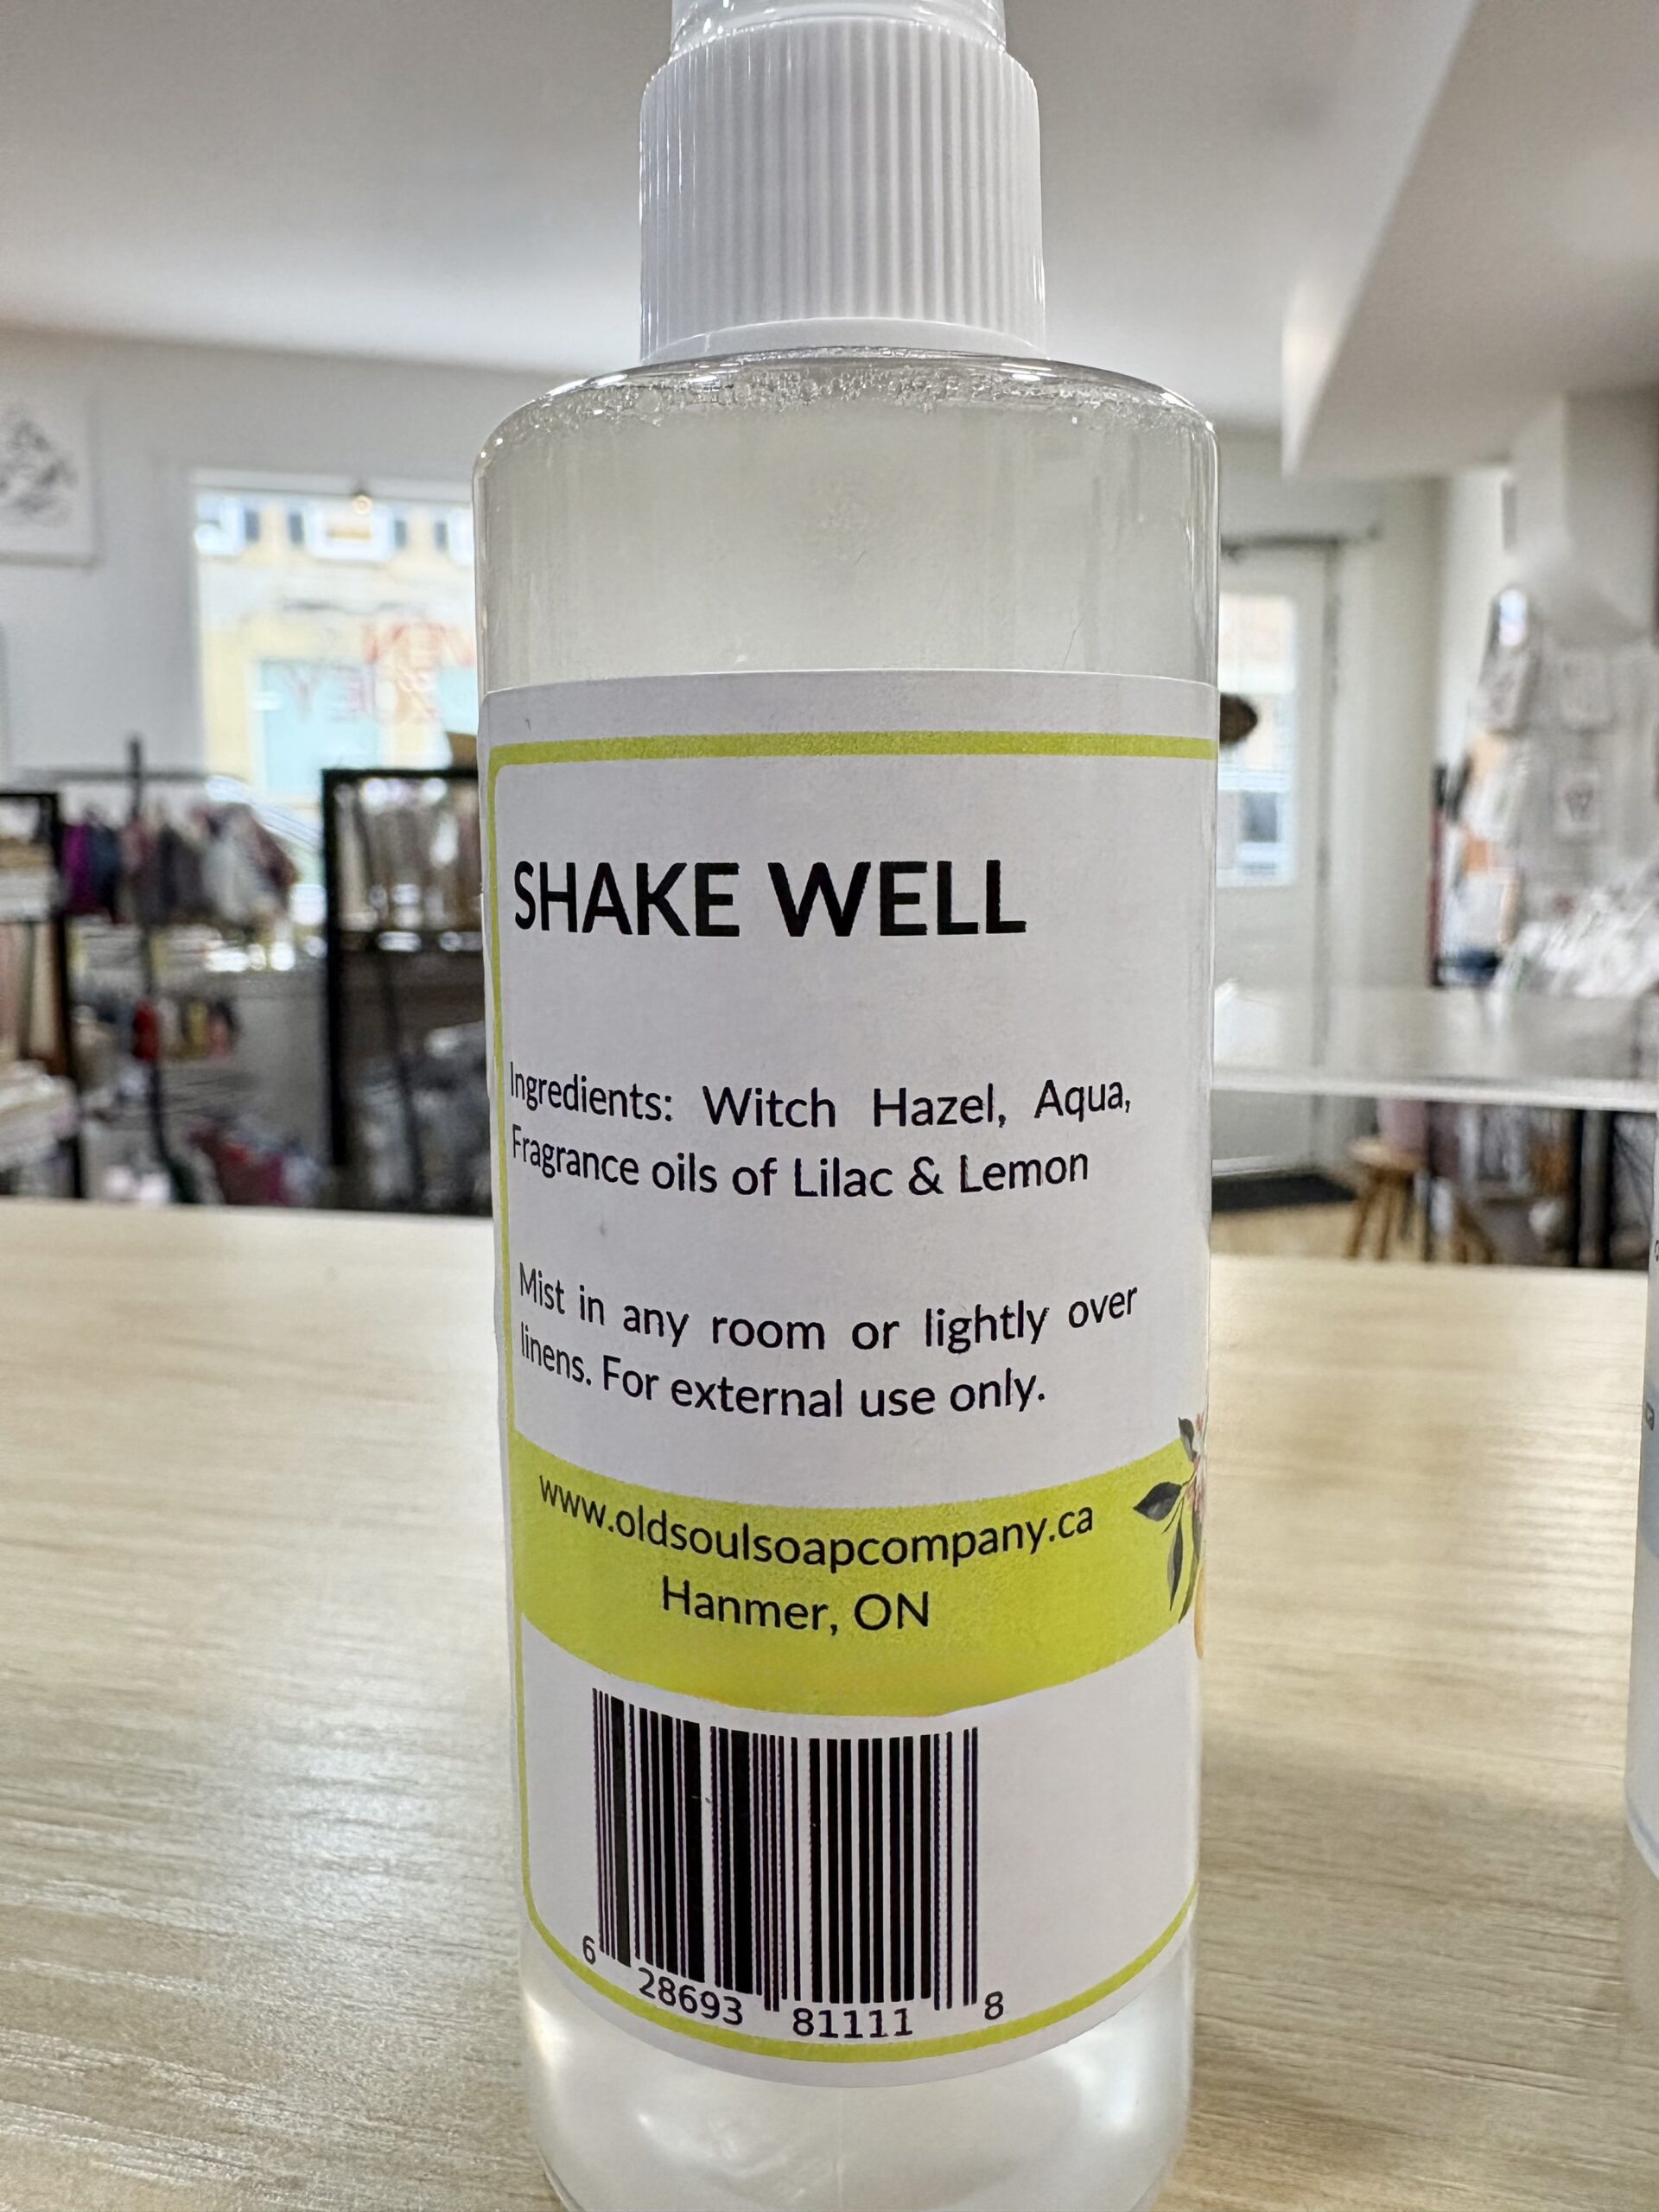 SHAKE WELL
Ingredients: Witch Hazel, Aqua,
Fragrance oils of Lilac & Lemon
Mist in any room or lightly over
linens. For external use only.
www.oldsoulsoapcompany.ca
Hanmer, ON
6 28693 81111 8